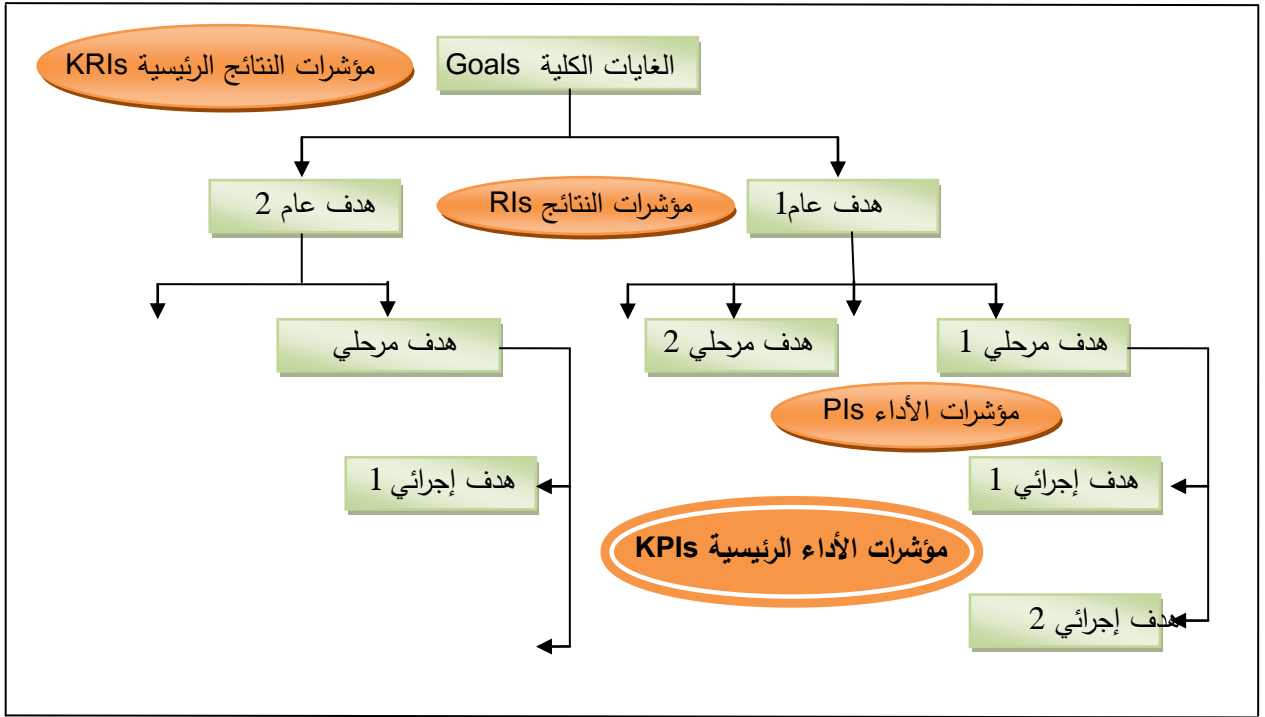 الغايات الكلية Goals
مؤشرات النتائج الرئيسية KRIs
هدف عام1
مؤشرات النتائج RIs
هدف عام 2
هدف مرحلي 1
هدف مرحلي 2
هدف مرحلي
مؤشرات الأداء PIs
هدف إجرائي 1
هدف إجرائي 1
مؤشرات الأداء الرئيسية KPIs
هدف إجرائي 2